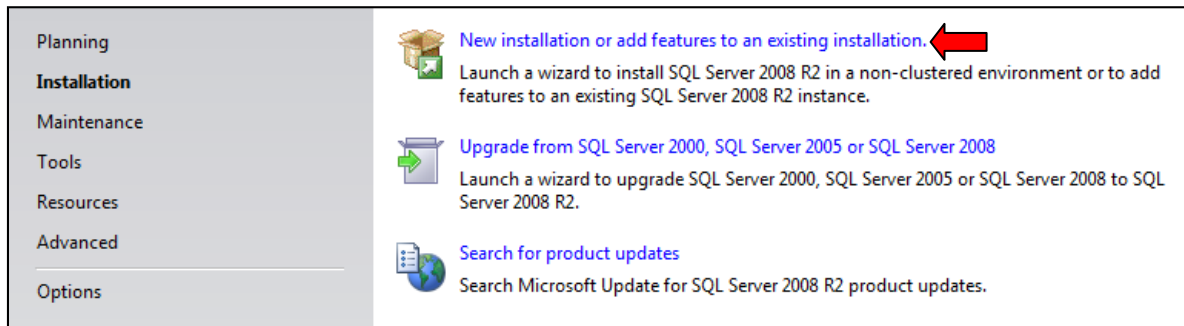 Planning
Installation
Maintenance
Tools
Resources
Advanced
Options
New installation or add features to an existing installation.
Launch a wizard to install SQL Server 2008 R2 in a non-clustered environment or to add
features to an existing SQL Server 2008 R2 instance.
Upgrade from SQL Server 2000, SQL Server 2005 or SQL Server 2008
Launch a wizard to upgrade SQL Server 2000, SQL Server 2005 or SQL Server 2008 to SQL
Server 2008 R2.
Search for product updates
Search Microsoft Update for SQL Server 2008 R2 product updates.